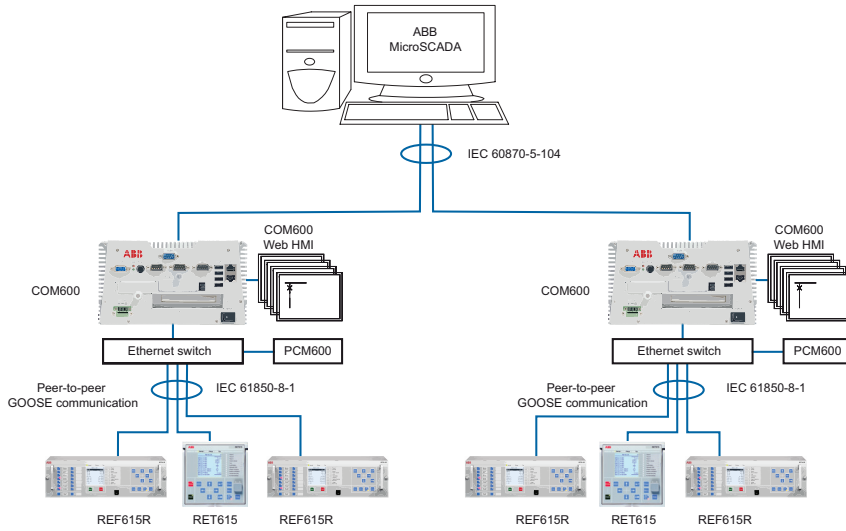 ABB
MicroSCADA
IEC 60870-5-104
COM600
Web HMI
COM600
Web HMI
ABB
ABB
COM600
COM600
Ethernet switch
PCM600
Ethernet switch
PCM600
Peer-to-peer
GOOSE communication
IEC 61850-8-1
Peer-to-peer
GOOSE communication
IEC 61850-8-1
REF615R
RET615
REF615R
REF615R
RET615
REF615R